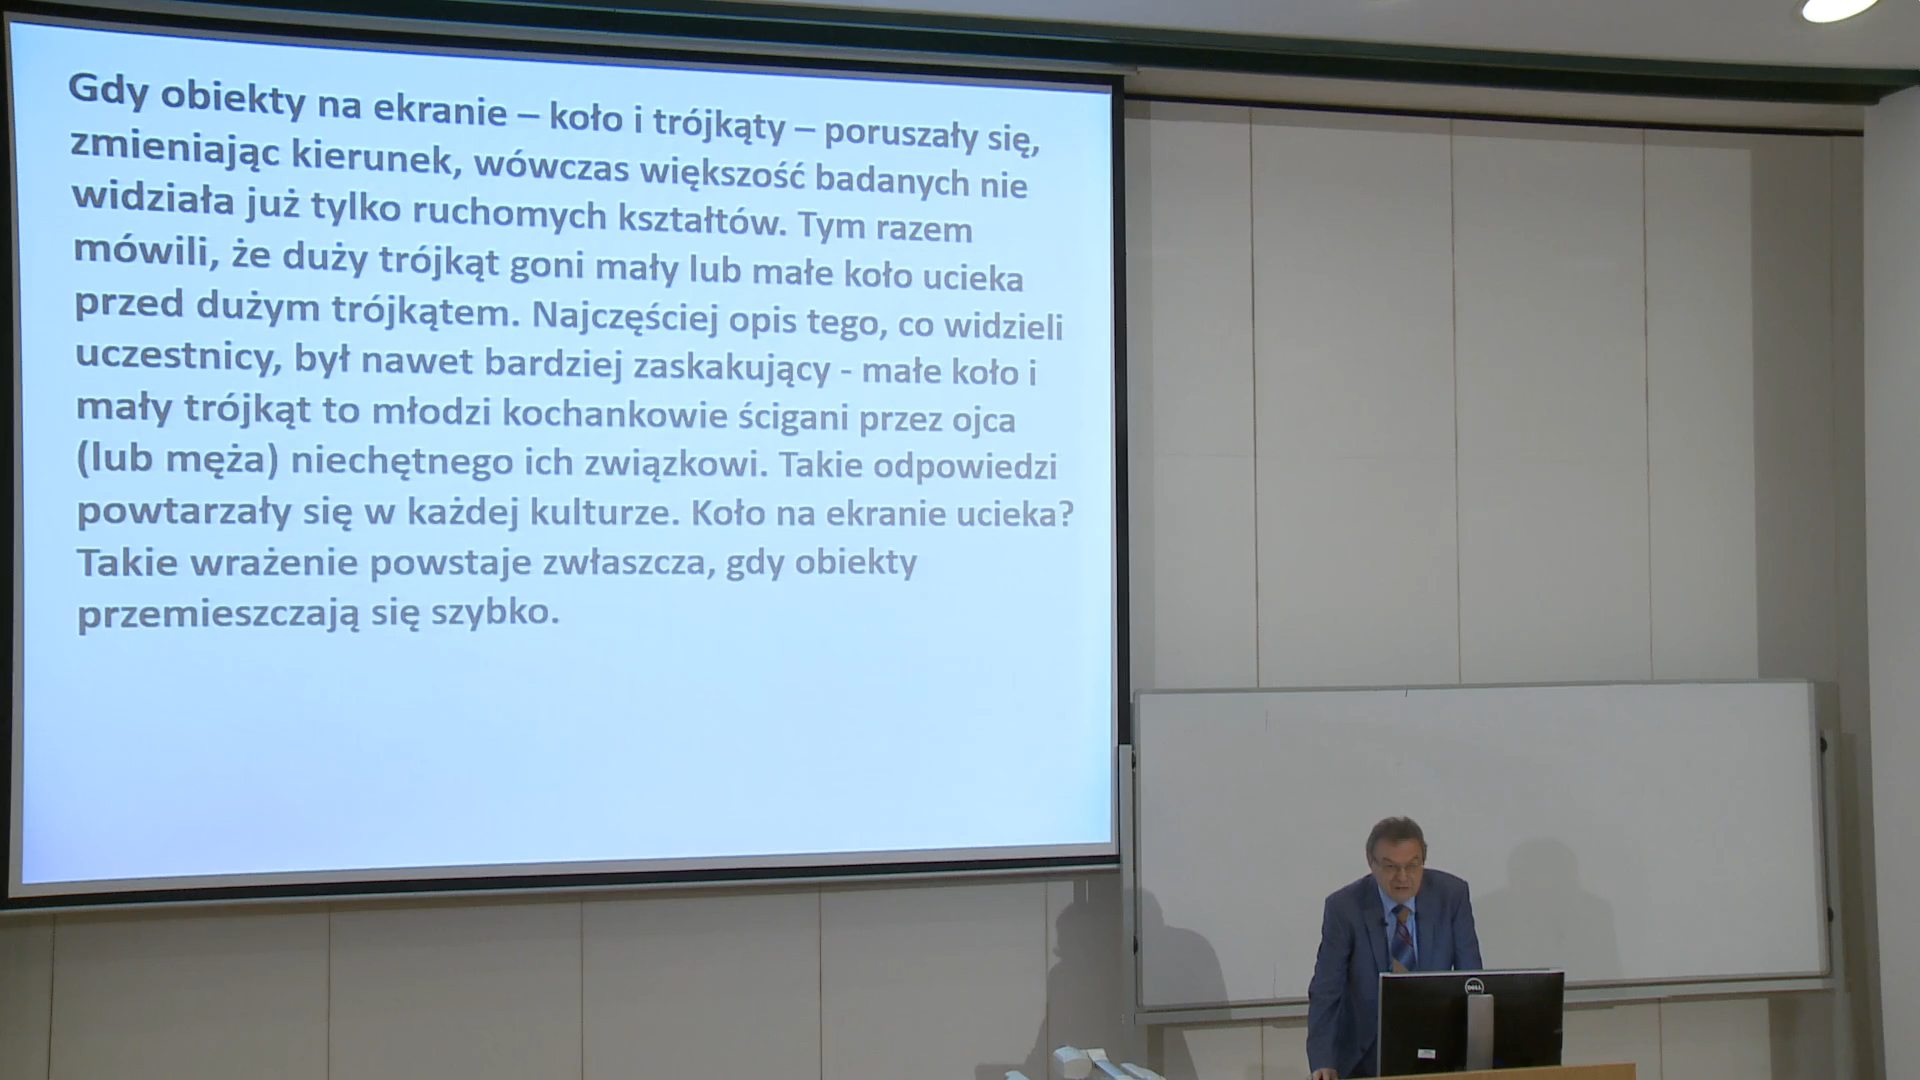 Gdy obiekty na ekranie – koło i trójkąty – poruszały się,
zmieniając kierunek, wówczas większość badanych nie
widziała już tylko ruchomych kształtów. Tym razem
mówili, że duży trójkąt goni mały lub małe koło ucieka
przed dużym trójkątem. Najczęściej opis tego, co widzieli
uczestnicy, był nawet bardziej zaskakujący - małe koło i
mały trójkąt to młodzi kochankowie ścigani przez ojca
(lub męża) niechętnego ich związkowi. Takie odpowiedzi
powtarzały się w każdej kulturze. Koło na ekranie ucieka?
Takie wrażenie powstaje zwłaszcza, gdy obiekty
przemieszczają się szybko.
DELL